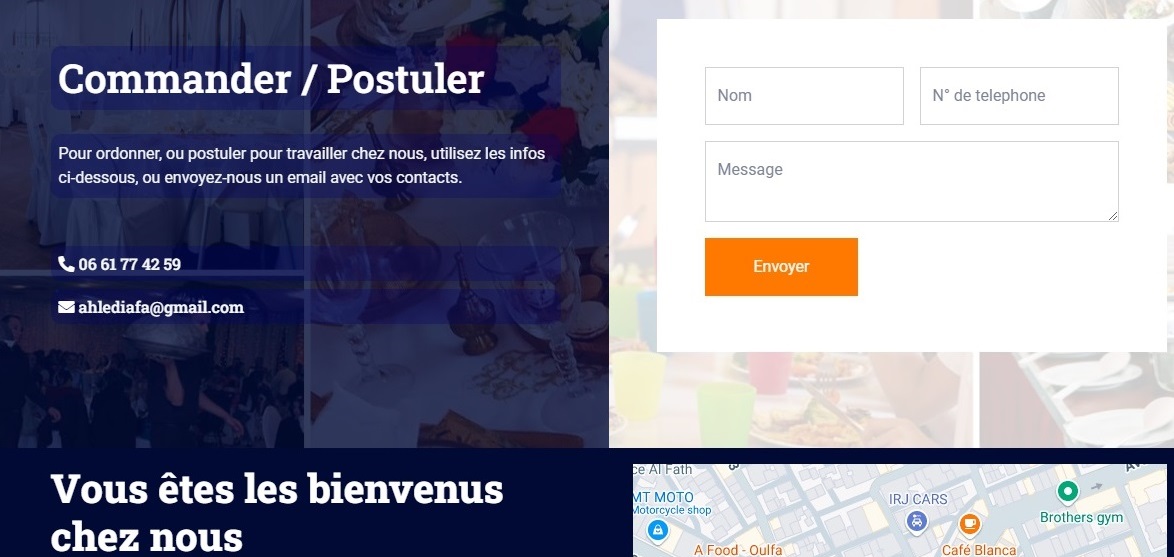 Commander / Postuler
Pour ordonner, ou postuler pour travailler chez nous, utilisez les infos
ci-dessous, ou envoyez-nous un email avec vos contacts.
06 61 77 42 59
ahlediafa@gmail.com
Nom
N° de telephone
Message
Envoyer
Vous êtes les bienvenus
chez nous
ce Al Fath
MT MOTO
Motorcycle shop
IRJ CARS
Brothers gym
A Food - Oulfa
Café Blanca